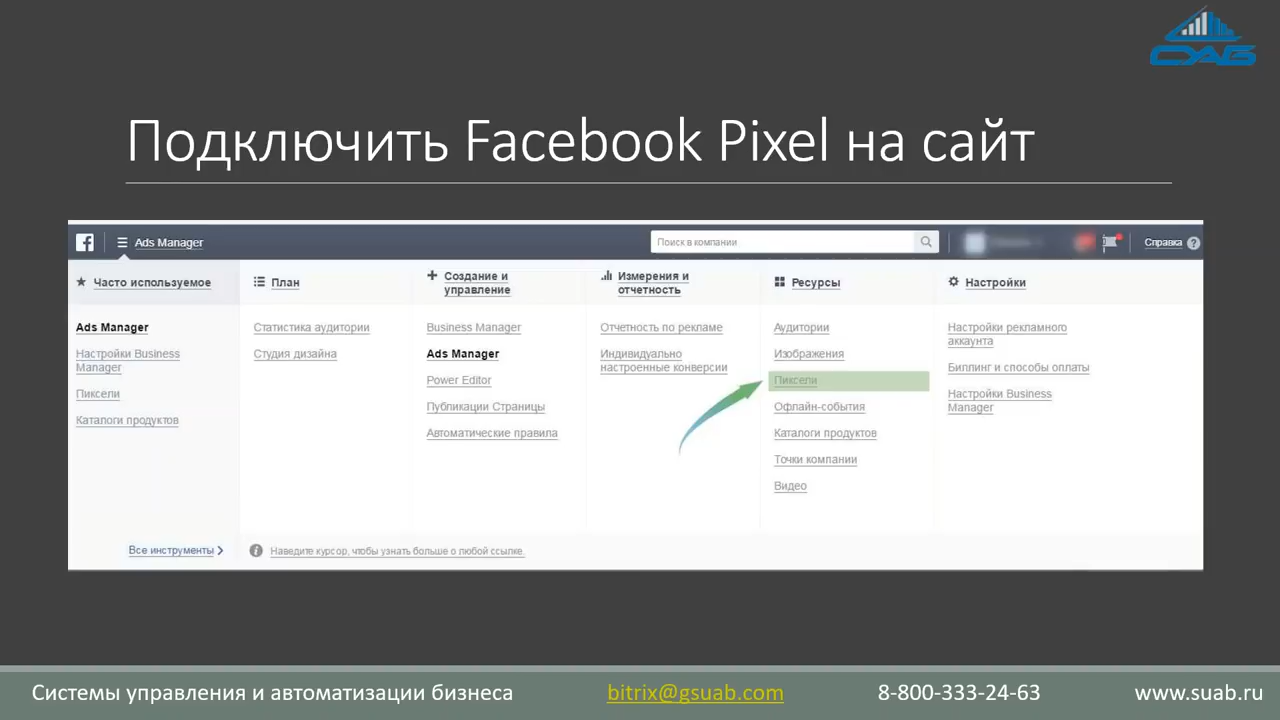 САБ
Подключить Facebook Pixel на сайт
Ads Manager
Поиск в компании
Справка
Часто используемое
Ads Manager
Настройки Business
Manager
Пиксели
Каталоги продуктов
Все инструменты
План
Статистика аудитории
Студия дизайна
Создание и
управление
Business Manager
Ads Manager
Power Editor
Публикации Страницы
Автоматические правила
Измерения и
отчетность
Отчетность по рекламе
Индивидуально
настроенные конверсии
Ресурсы
Аудитории
Изображения
Пиксели
Офлайн-события
Каталоги продуктов
Точки компании
Видео
Настройки
Настройки рекламного
аккаунта
Биллинг и способы оплаты
Настройки Business
Manager
Наведите курсор, чтобы узнать больше о любой ссылке.
Системы управления и автоматизации бизнеса
bitrix@gsuab.com
8-800-333-24-63
www.suab.ru